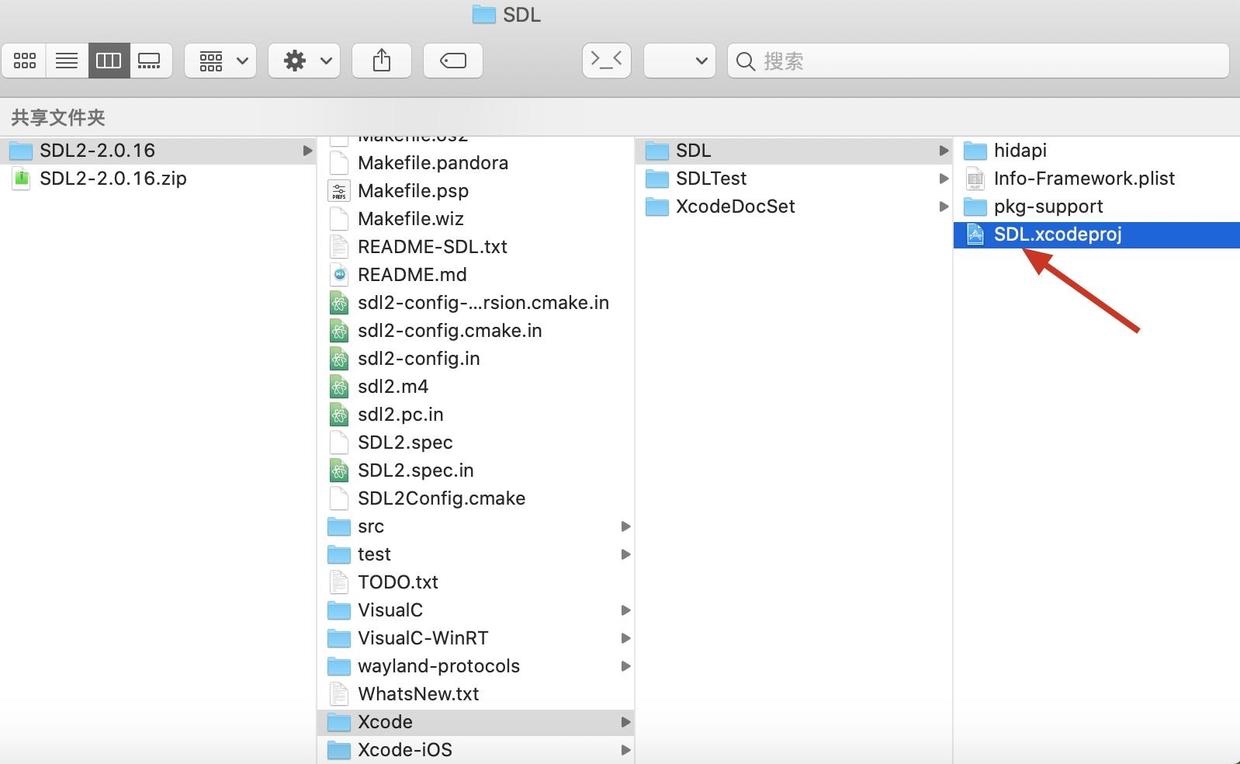 SDL
搜索
共享文件夹
SDL2-2.0.16
SDL2-2.0.16.zip
Makefile.os2
Makefile.pandora
Makefile.psp
Makefile.wiz
README-SDL.txt
README.md
sdl2-config-...rsion.cmake.in
sdl2-config.cmake.in
sdl2-config.in
sdl2.m4
sdl2.pc.in
SDL2.spec
SDL2.spec.in
SDL2Config.cmake
src
test
TODO.txt
VisualC
VisualC-WinRT
wayland-protocols
WhatsNew.txt
Xcode
Xcode-iOS
SDL
SDLTest
XcodeDocSet
hidapi
Info-Framework.plist
pkg-support
SDL.xcodeproj